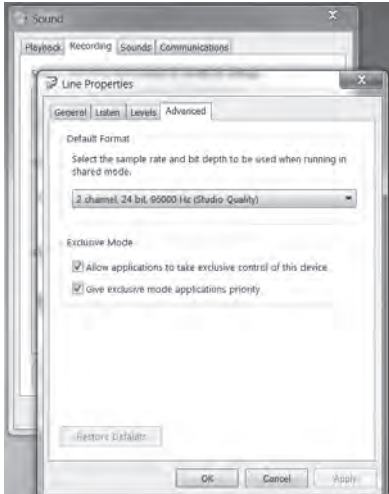 Sound
Playback Recording Sounds Communications
Line Properties
General Listen Levels Advanced
Default Format
Select the sample rate and bit depth to be used when running in
shared mode.
2 channel, 24 bit, 96000 Hz (Studio Quality)
Exclusive Mode
Allow applications to take exclusive control of this device
Give exclusive mode applications priority
Restore Defaults
OK Cancel Apply